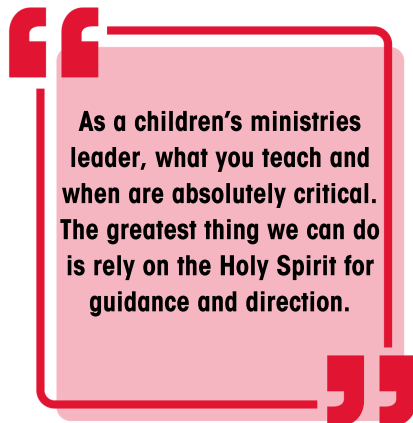 As a children’s ministries
leader, what you teach and
when are absolutely critical.
The greatest thing we can do
is rely on the Holy Spirit for
guidance and direction.